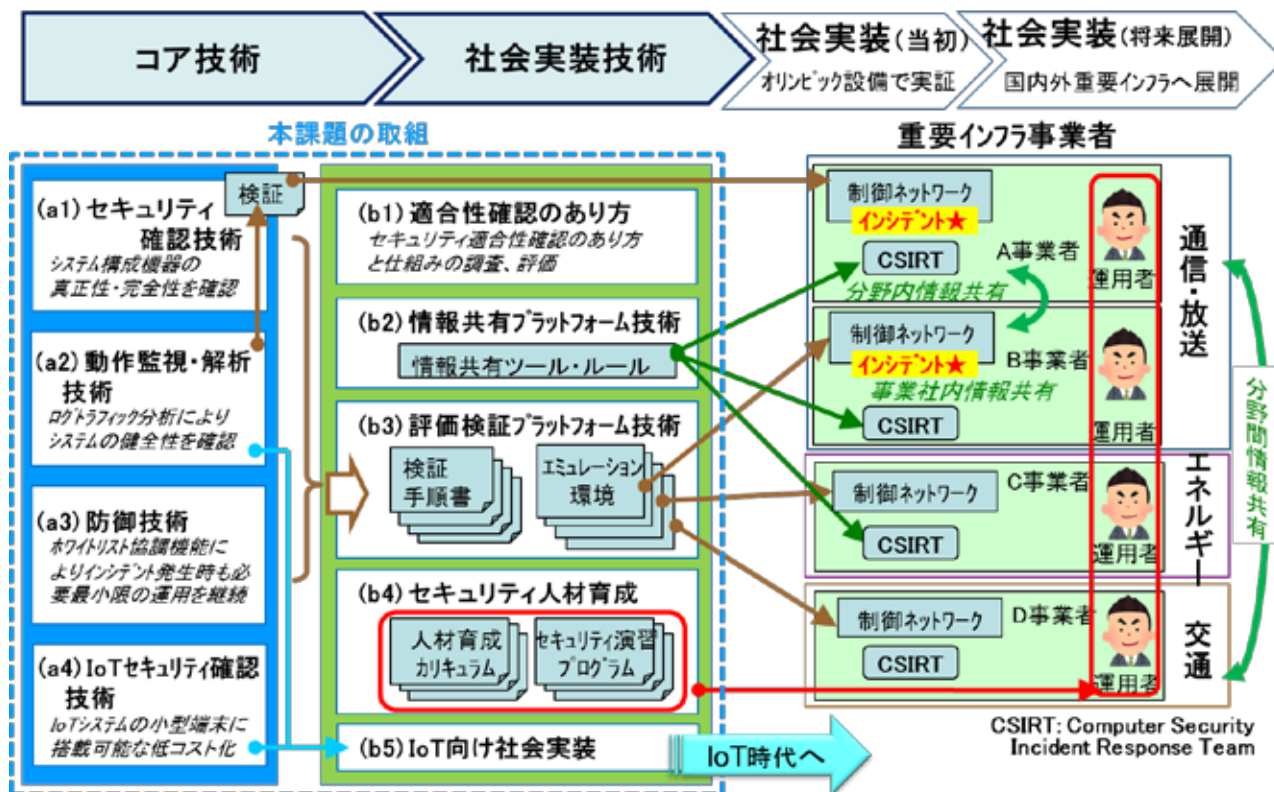 コア技術
社会実装技術
社会実装(当初)
オリンピック設備で実証
社会実装(将来展開)
国内外重要インフラへ展開
本課題の取組
重要インフラ事業者
(a1)セキュリティ
確認技術
システム構成機器の
真正性・完全性を確認
検証
(a2)動作監視・解析
技術
ログトラフィック分析により
システムの健全性を確認
(a3)防御技術
ホワイトリスト協調機能に
よりインシデント発生時も必
要最小限の運用を継続
(a4)IoTセキュリティ確認
技術
IoTシステムの小型端末に
搭載可能な低コスト化
(b1)適合性確認のあり方
セキュリティ適合性確認のあり方
と仕組みの調査、評価
(b2)情報共有プラットフォーム技術
情報共有ツール・ルール
(b3)評価検証プラットフォーム技術
検証
手順書
エミュレーション
環境
(b4)セキュリティ人材育成
人材育成
カリキュラム
セキュリティ演習
プログラム
(b5)IoT向け社会実装
IoT時代へ
制御ネットワーク
インシデント★
CSIRT
A事業者
分野内情報共有
運用者
制御ネットワーク
インシデント★
B事業者
事業社内情報共有
CSIRT
運用者
通信・放送
制御ネットワーク
C事業者
CSIRT
運用者
エネルギー
制御ネットワーク
D事業者
CSIRT
運用者
交通
分野間情報共有
CSIRT: Computer Security
Incident Response Team